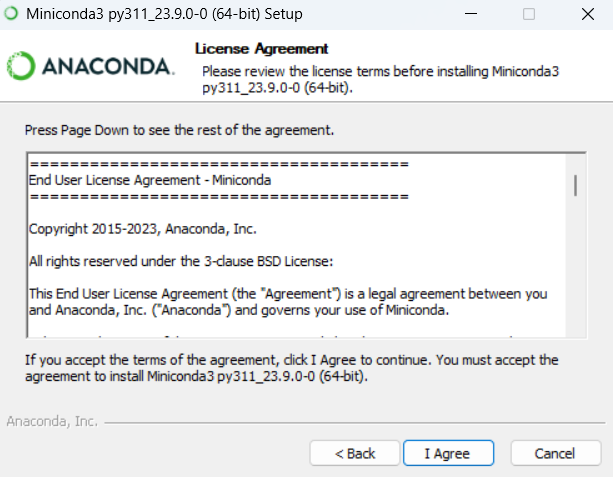 Miniconda3 py311_23.9.0-0 (64-bit) Setup
ANACONDA.
License Agreement
Please review the license terms before installing Miniconda3
py311_23.9.0-0 (64-bit).
Press Page Down to see the rest of the agreement.
======================================
End User License Agreement - Miniconda
======================================
Copyright 2015-2023, Anaconda, Inc.
All rights reserved under the 3-clause BSD License:
This End User License Agreement (the "Agreement") is a legal agreement between you
and Anaconda, Inc. ("Anaconda") and governs your use of Miniconda.
If you accept the terms of the agreement, click I Agree to continue. You must accept the
agreement to install Miniconda3 py311_23.9.0-0 (64-bit).
Anaconda, Inc.
< Back
I Agree
Cancel